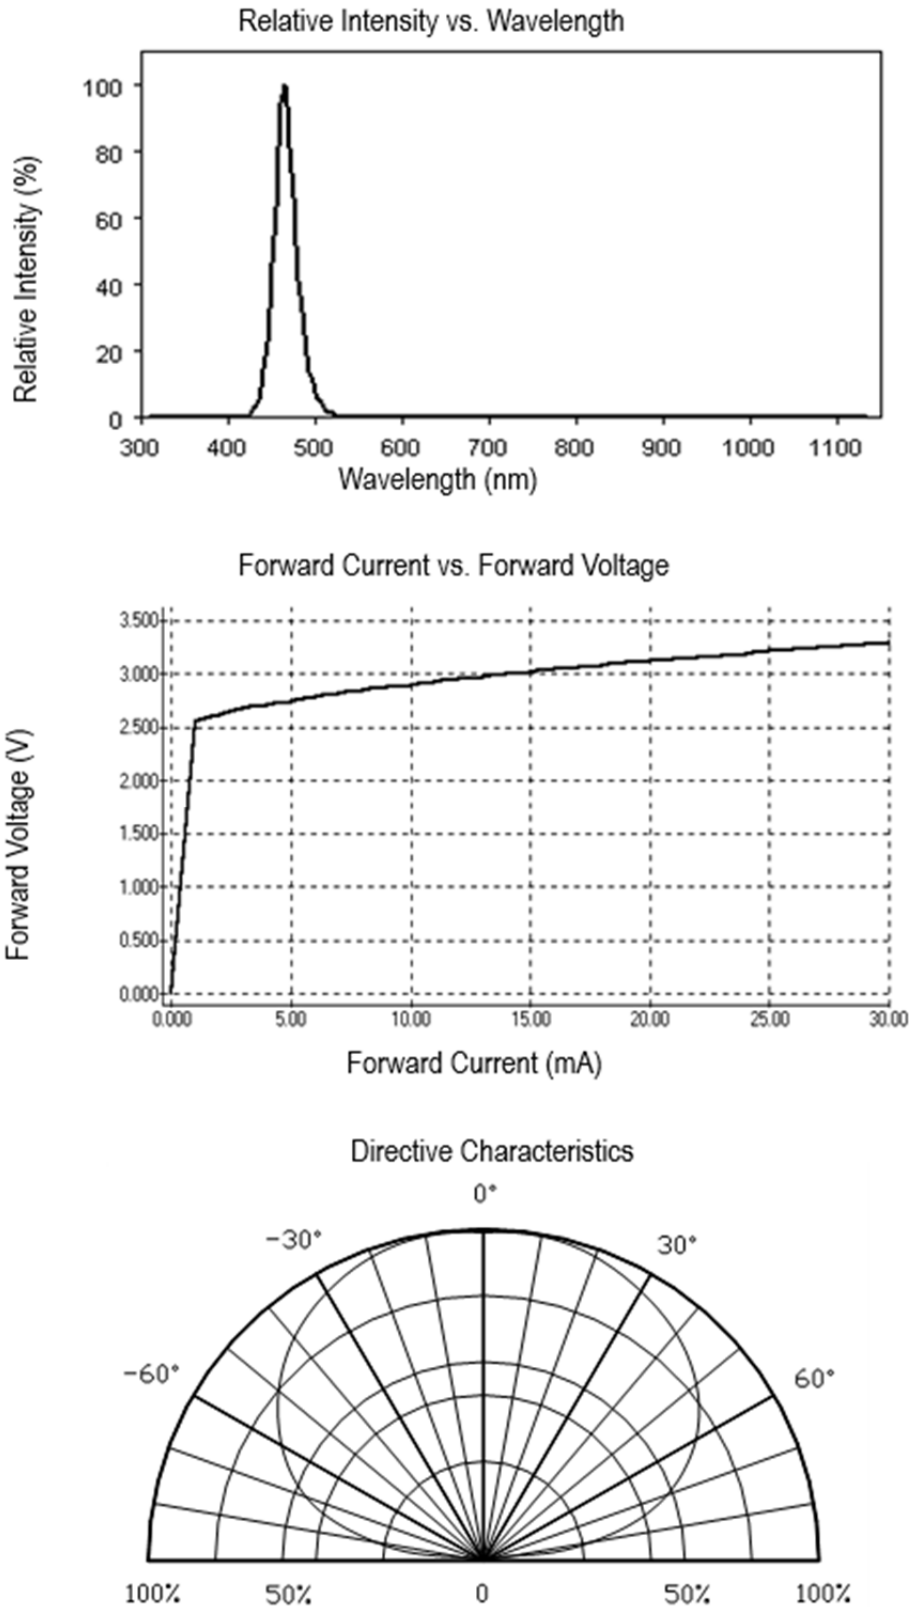 Relative Intensity vs. Wavelength
Relative Intensity (%)
100
80
60
40
20
0
300 400 500 600 700 800 900 1000 1100
Wavelength (nm)
Forward Current vs. Forward Voltage
Forward Voltage (V)
3.500
3.000
2.500
2.000
1.500
1.000
0.500
0.000
0.000 5.00 10.00 15.00 20.00 25.00 30.00
Forward Current (mA)
Directive Characteristics
0°
-30° 30°
-60° 60°
100% 50% 0 50% 100%